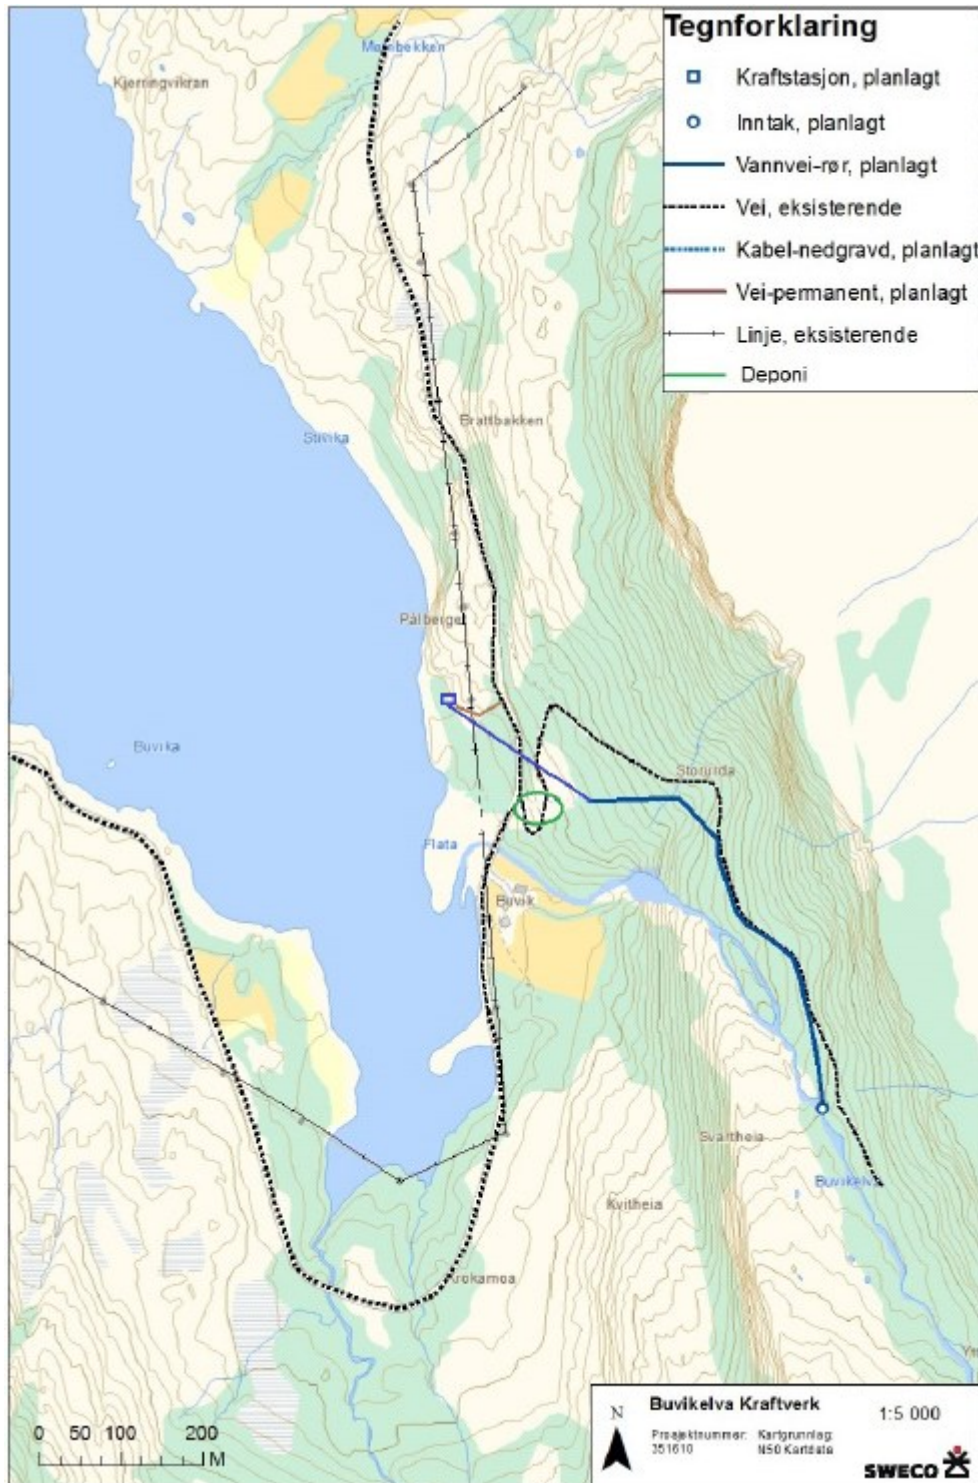 Tegnforklaring
Kraftstasjon, planlagt
Inntak, planlagt
Vannvei-rør, planlagt
Vei, eksisterende
Kabel-nedgravd, planlagt
Vei-permanent, planlagt
Linje, eksisterende
Deponi
Kjerringvikran
Brattbakken
Stivika
Pålberge
Buvika
Storurda
Flata
Buvik
Svartheia
Buvikelva
Kvitheia
Krokamoa
0 50 100 200
M
N
Buvikelva Kraftverk
1:5 000
Prosjektnummer: Kartgrunnlag:
351610 N50 Kartdata
SWECO